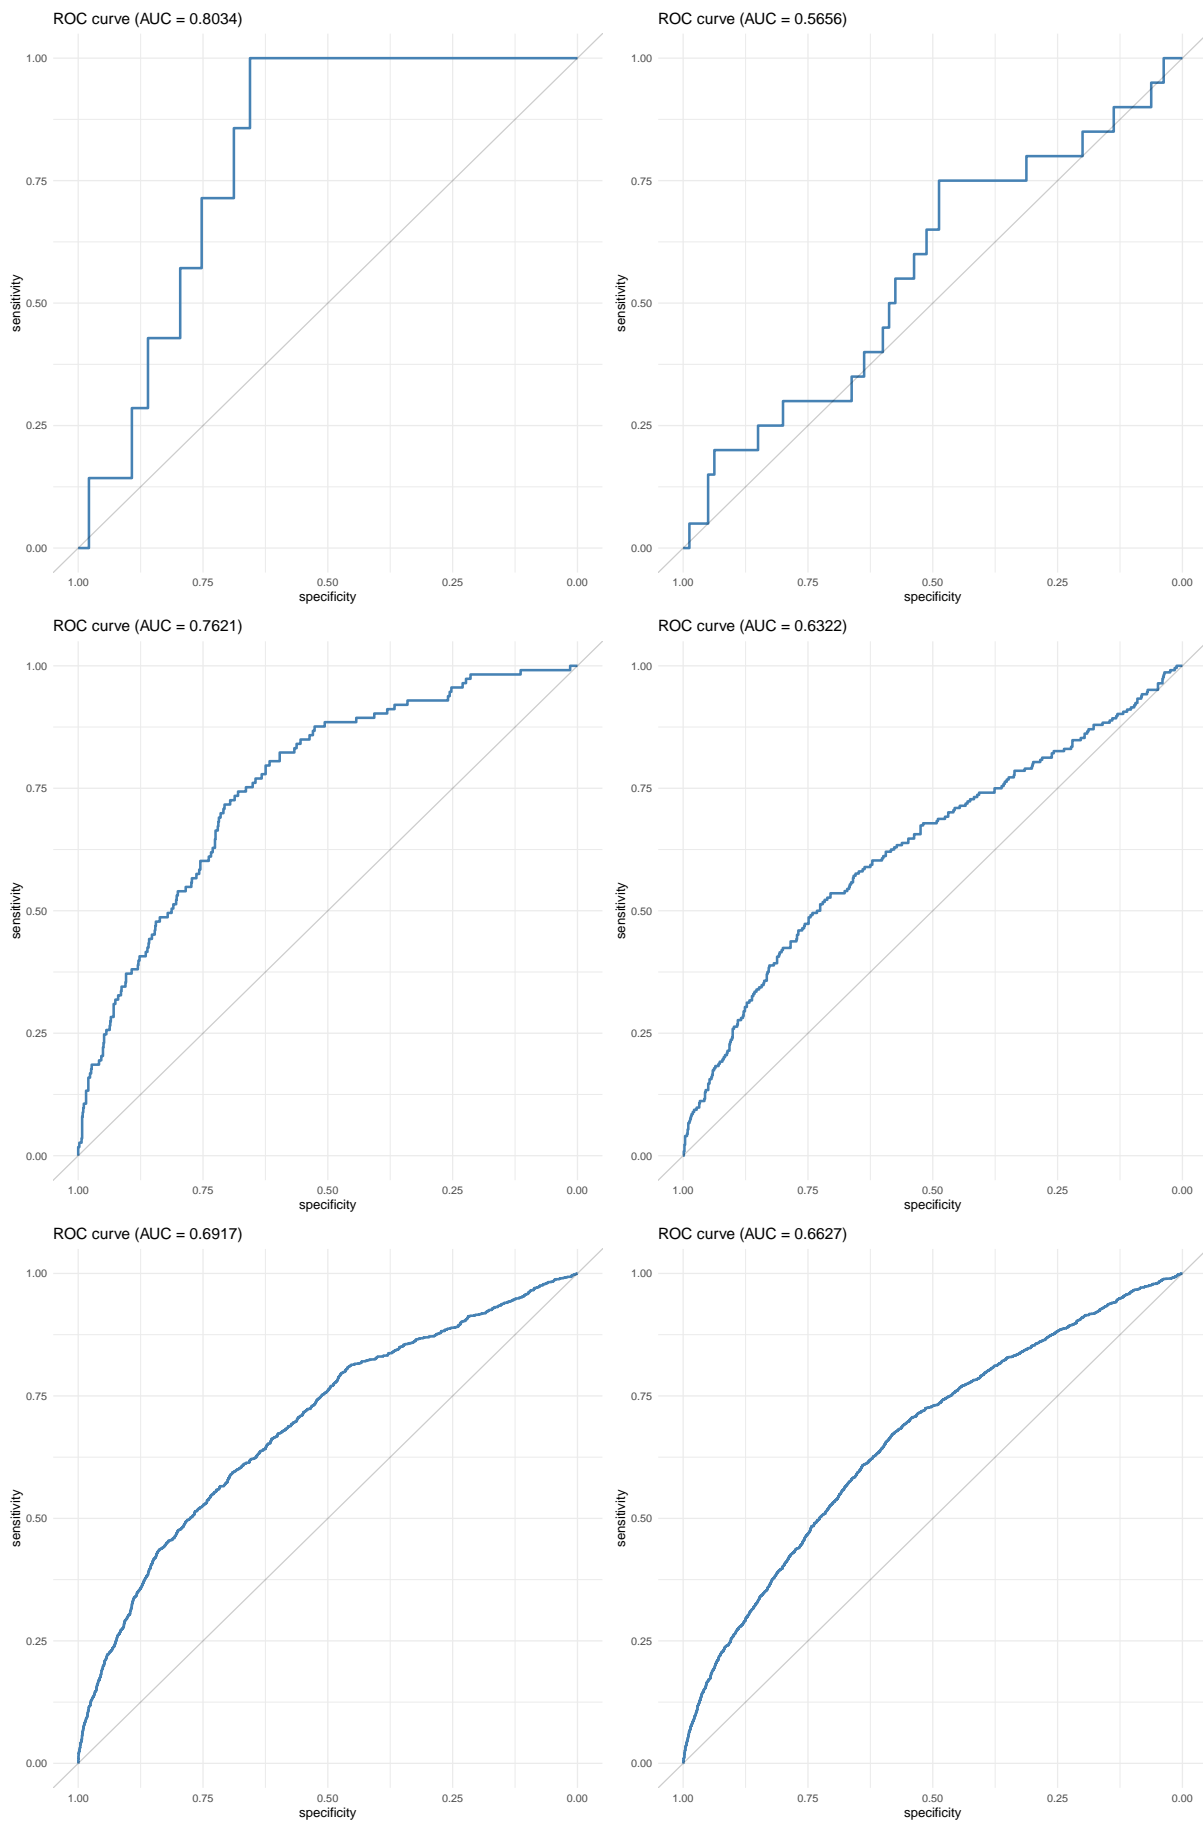 ROC curve (AUC = 0.8034)
1.00
0.75
0.50
0.25
0.00
sensitivity
1.00 0.75 0.50 0.25 0.00
specificity
ROC curve (AUC = 0.5656)
1.00
0.75
0.50
0.25
0.00
sensitivity
1.00 0.75 0.50 0.25 0.00
specificity
ROC curve (AUC = 0.7621)
1.00
0.75
0.50
0.25
0.00
sensitivity
1.00 0.75 0.50 0.25 0.00
specificity
ROC curve (AUC = 0.6322)
1.00
0.75
0.50
0.25
0.00
sensitivity
1.00 0.75 0.50 0.25 0.00
specificity
ROC curve (AUC = 0.6917)
1.00
0.75
0.50
0.25
0.00
sensitivity
1.00 0.75 0.50 0.25 0.00
specificity
ROC curve (AUC = 0.6627)
1.00
0.75
0.50
0.25
0.00
sensitivity
1.00 0.75 0.50 0.25 0.00
specificity